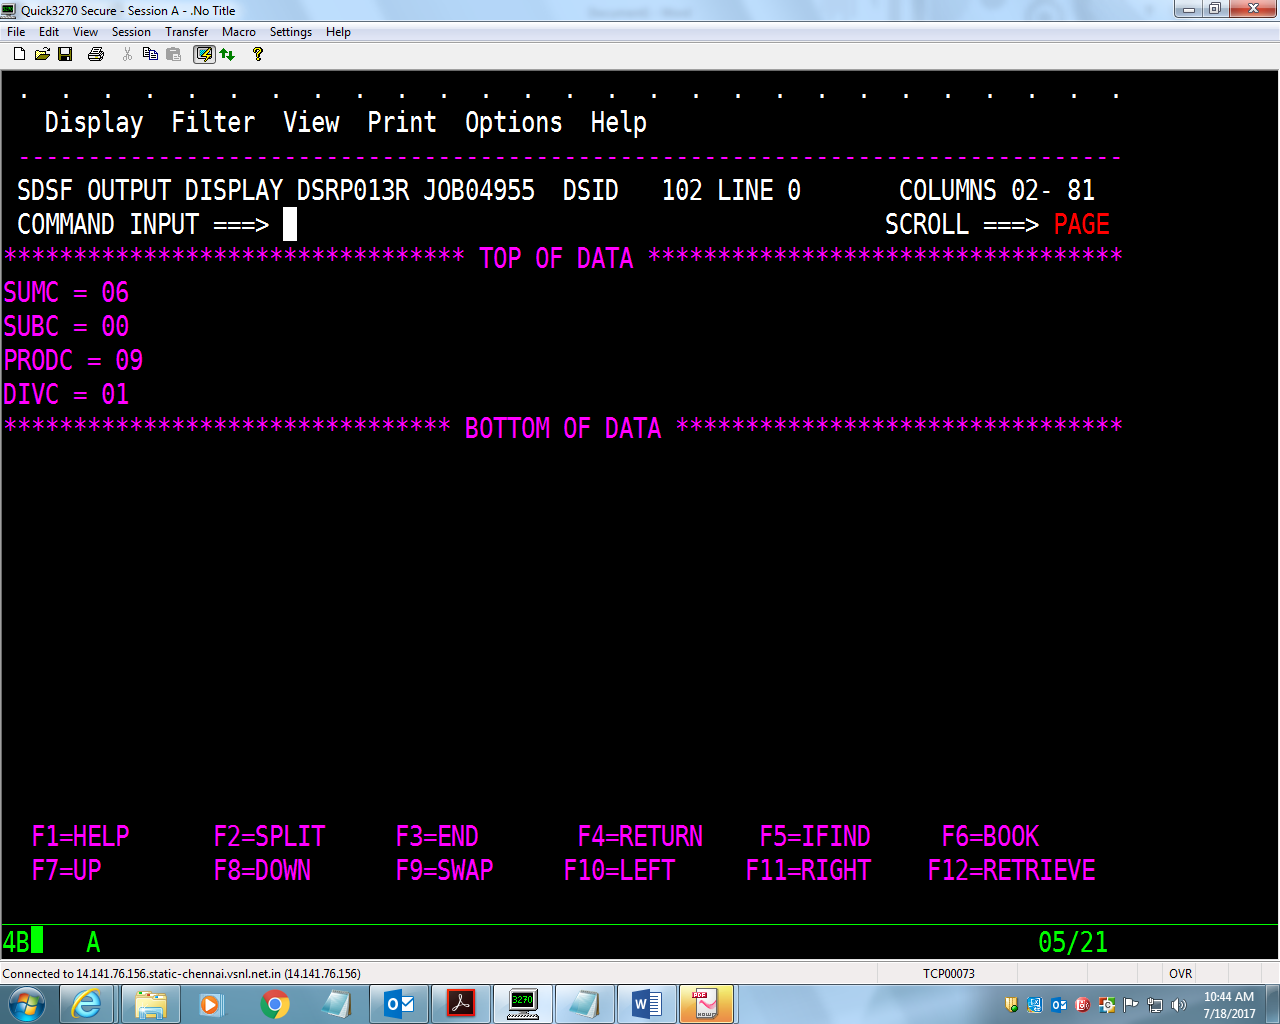 Quick3270 Secure - Session A - .No Title
File Edit View Session Transfer Macro Settings Help
. . . . . . . . . . . . . . . . . . . . . . . . . . .
Display Filter View Print Options Help
-------------------------------------------------------------------------------
SDSF OUTPUT DISPLAY DSRP013R JOB04955 DSID 102 LINE 0 COLUMNS 02- 81
COMMAND INPUT ===> SCROLL ===> PAGE
********************************* TOP OF DATA **********************************
SUMC = 06
SUBC = 00
PRODC = 09
DIVC = 01
******************************** BOTTOM OF DATA ********************************
F1=HELP F2=SPLIT F3=END F4=RETURN F5=IFIND F6=BOOK
F7=UP F8=DOWN F9=SWAP F10=LEFT F11=RIGHT F12=RETRIEVE
4B A 05/21
Connected to 14.141.76.156.static-chennai.vsnl.net.in (14.141.76.156) TCP00073 OVR
3270
PDF
10:44 AM
7/18/2017